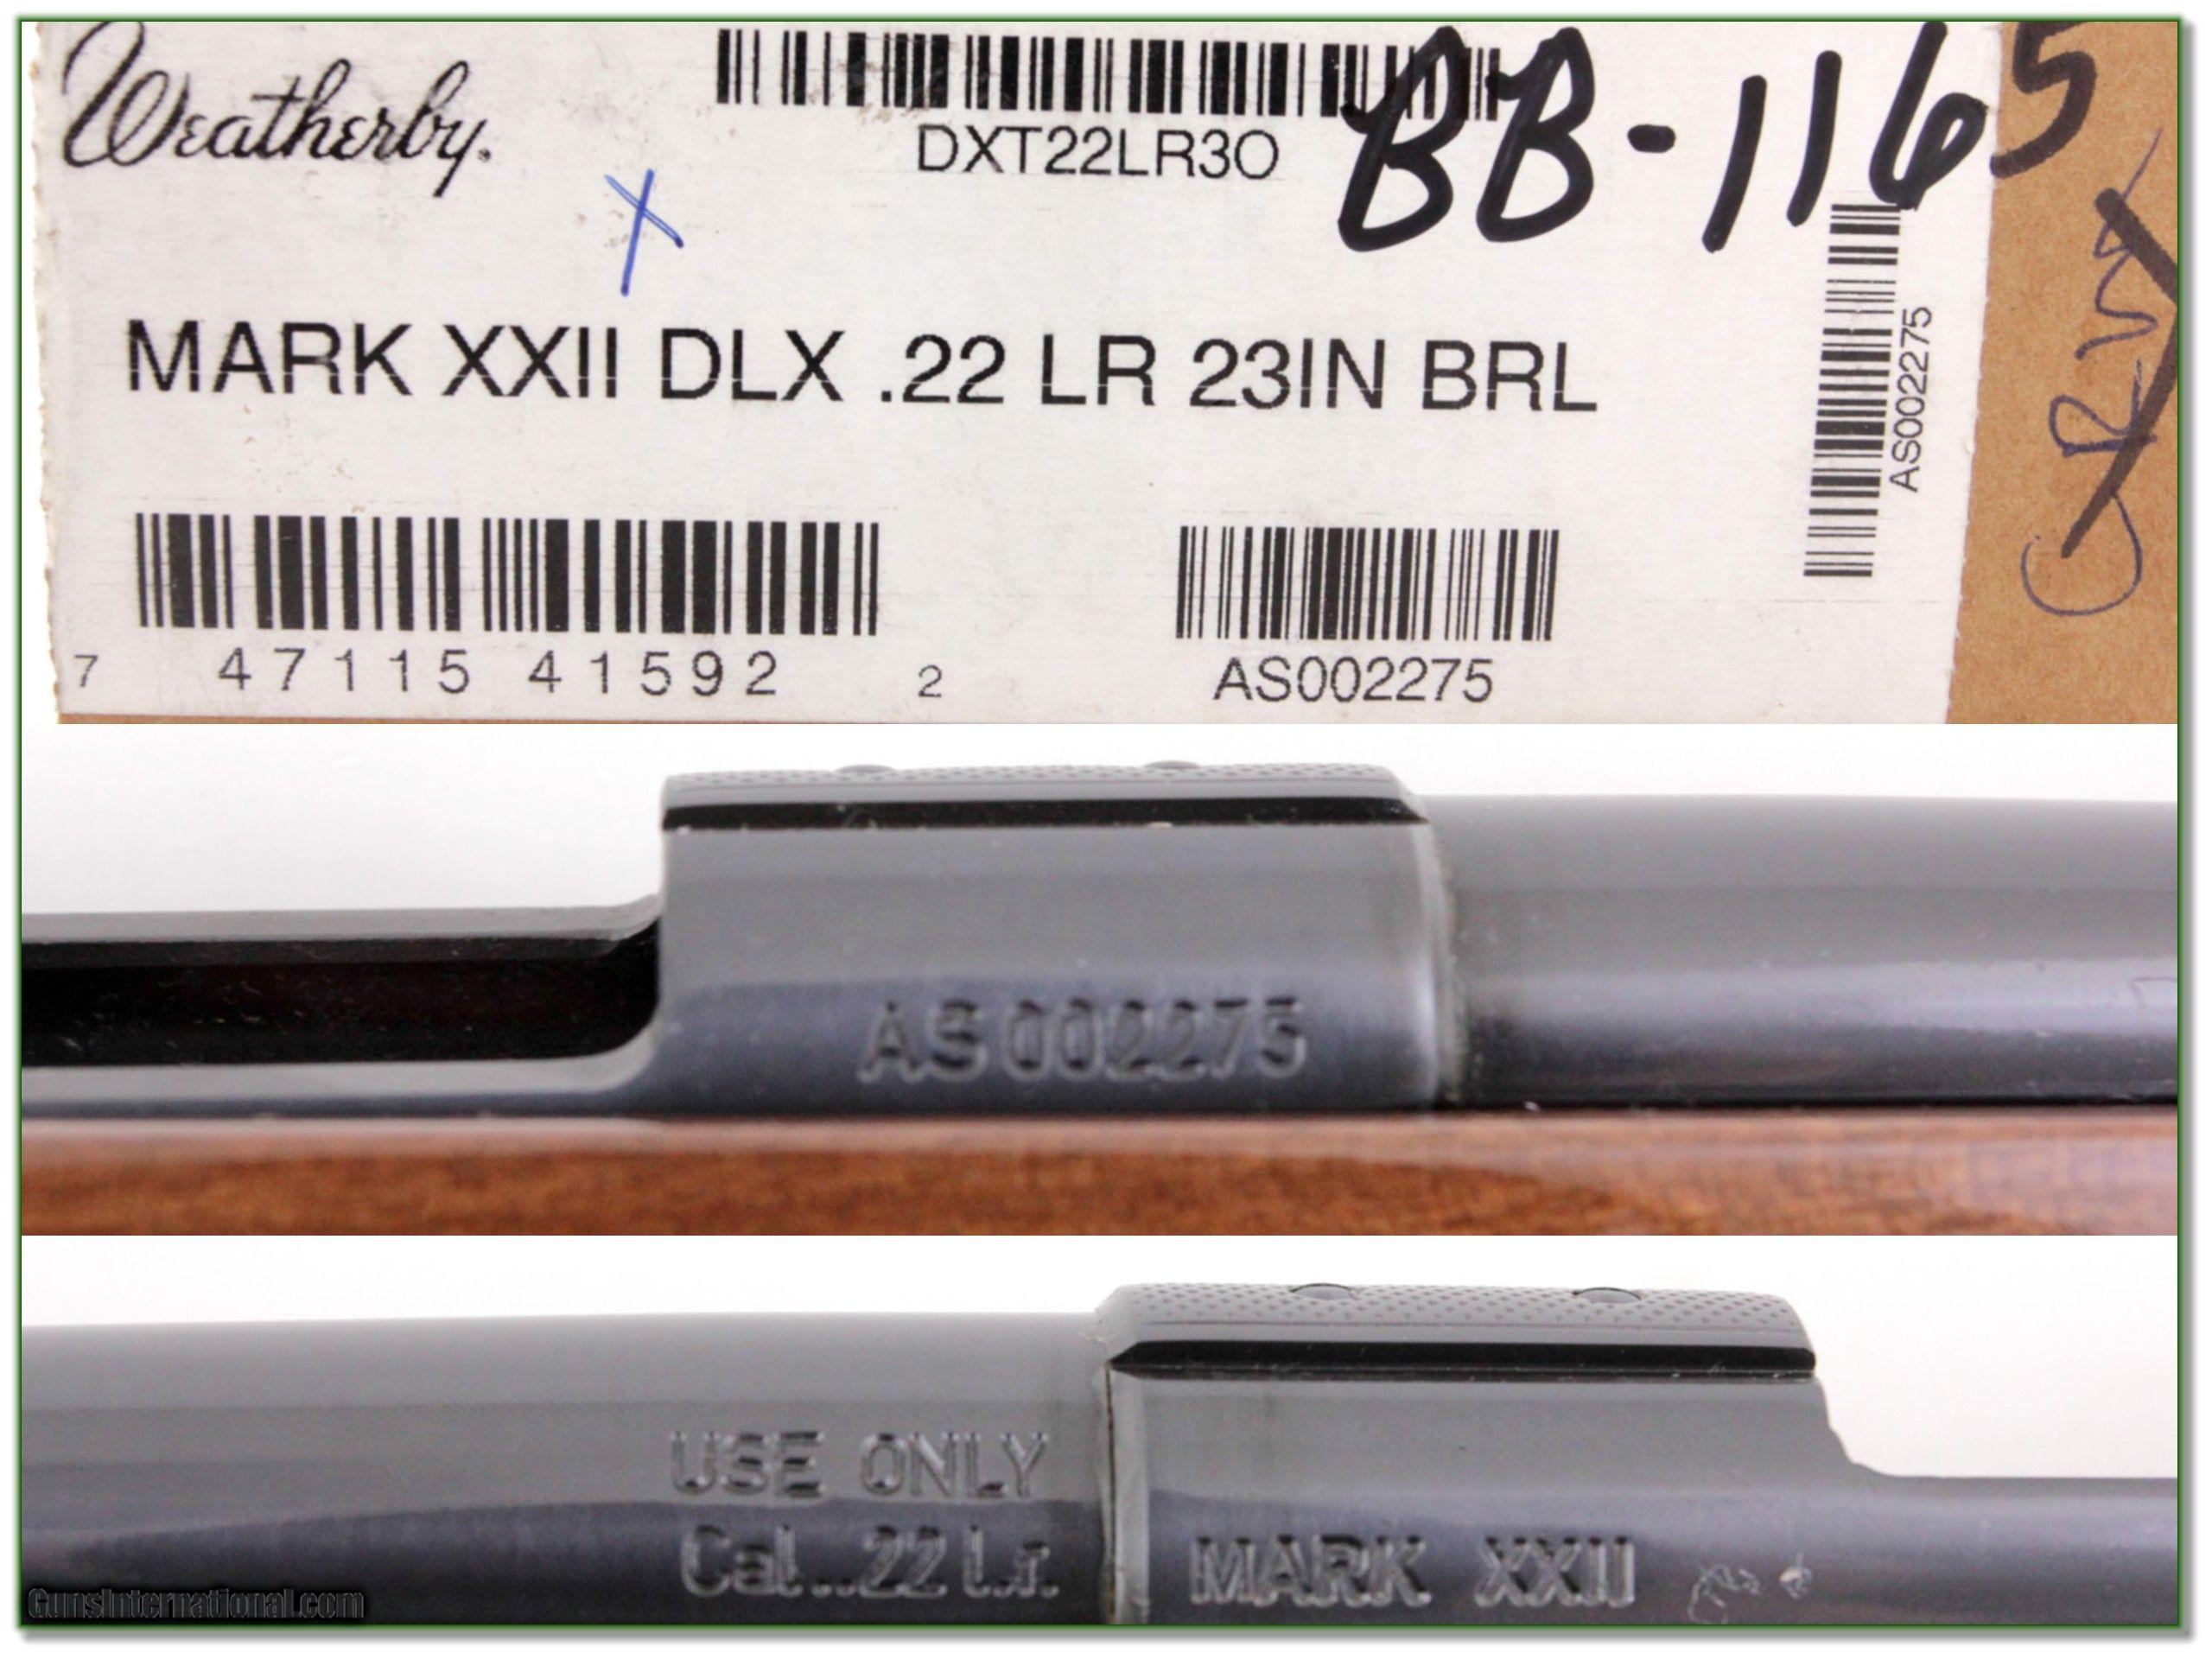 Weatherby.
DXT22LR3O
BB-1165
MARK XXII DLX .22 LR 23IN BRL
7 47115 41592 2
AS002275
AS002275
AS002275
USE ONLY
Cal..22 l.r.
MARK XXII
GunsInternational.com